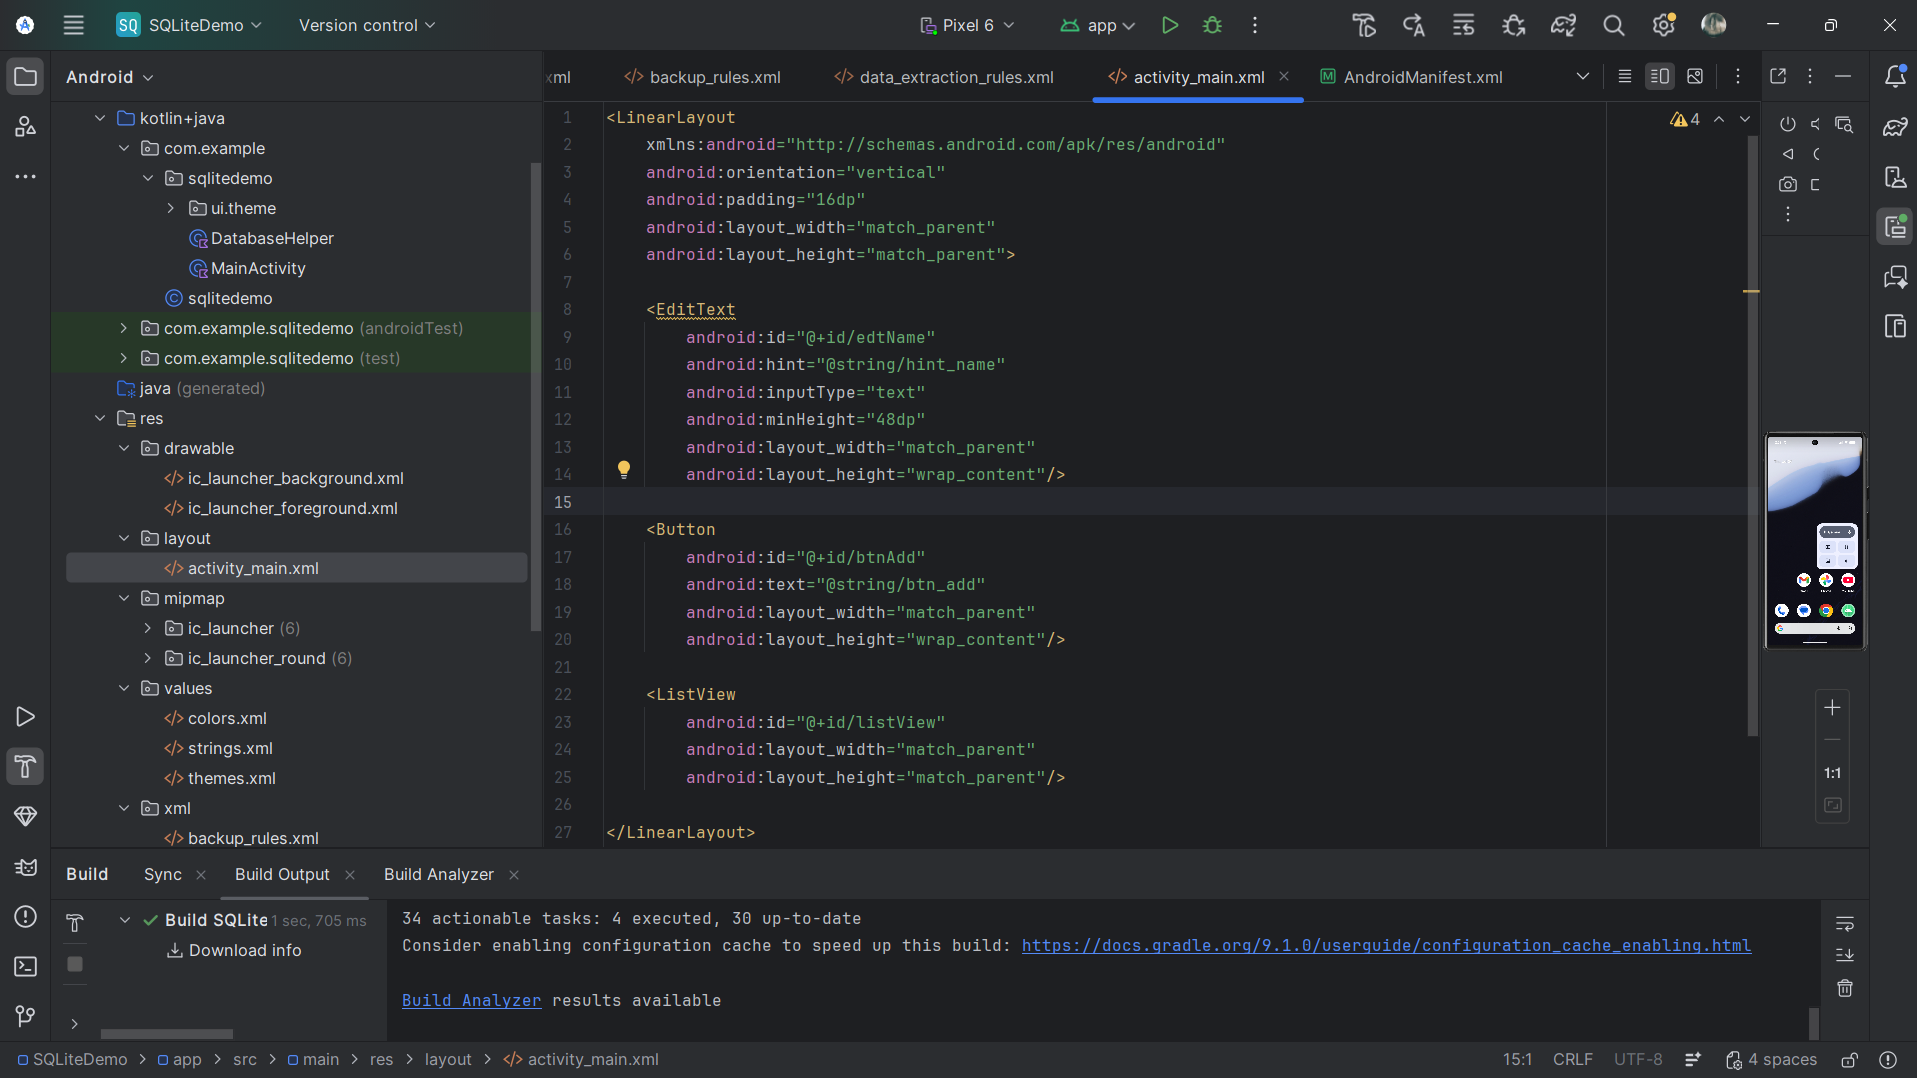 SQ SQLiteDemo Version control Pixel 6 app
Android
xml backup_rules.xml data_extraction_rules.xml activity_main.xml M AndroidManifest.xml
kotlin+java
com.example
sqlitedemo
ui.theme
DatabaseHelper
MainActivity
sqlitedemo
com.example.sqlitedemo (androidTest)
com.example.sqlitedemo (test)
java (generated)
res
drawable
ic_launcher_background.xml
ic_launcher_foreground.xml
layout
activity_main.xml
mipmap
ic_launcher (6)
ic_launcher_round (6)
values
colors.xml
strings.xml
themes.xml
xml
backup_rules.xml
4
1 <LinearLayout
2 xmlns:android="http://schemas.android.com/apk/res/android"
3 android:orientation="vertical"
4 android:padding="16dp"
5 android:layout_width="match_parent"
6 android:layout_height="match_parent">
7
8 <EditText
9 android:id="@+id/edtName"
10 android:hint="@string/hint_name"
11 android:inputType="text"
12 android:minHeight="48dp"
13 android:layout_width="match_parent"
14 android:layout_height="wrap_content"/>
15
16 <Button
17 android:id="@+id/btnAdd"
18 android:text="@string/btn_add"
19 android:layout_width="match_parent"
20 android:layout_height="wrap_content"/>
21
22 <ListView
23 android:id="@+id/listView"
24 android:layout_width="match_parent"
25 android:layout_height="match_parent"/>
26
27 </LinearLayout>
1:1
Build Sync Build Output Build Analyzer
Build SQLite 1 sec, 705 ms
Download info
34 actionable tasks: 4 executed, 30 up-to-date
Consider enabling configuration cache to speed up this build: https://docs.gradle.org/9.1.0/userguide/configuration_cache_enabling.html
Build Analyzer results available
SQLiteDemo > app > src > main > res > layout > activity_main.xml
15:1 CRLF UTF-8 4 spaces